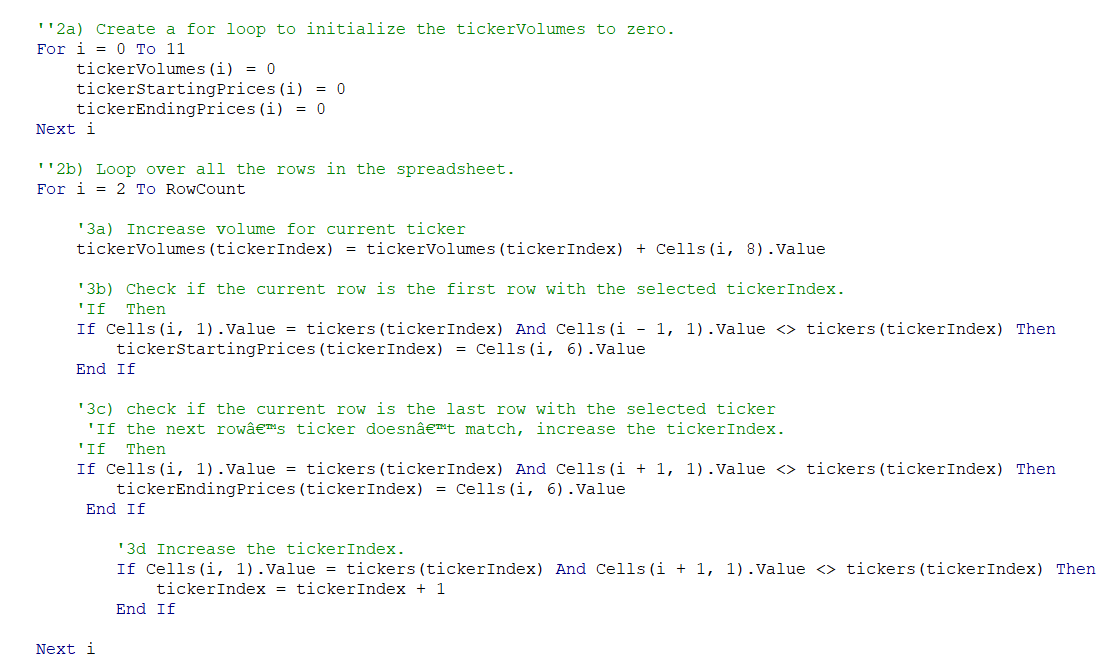 ''2a) Create a for loop to initialize the tickerVolumes to zero.
For i = 0 To 11
tickerVolumes(i) = 0
tickerStartingPrices(i) = 0
tickerEndingPrices(i) = 0
Next i
''2b) Loop over all the rows in the spreadsheet.
For i = 2 To RowCount
'3a) Increase volume for current ticker
tickerVolumes(tickerIndex) = tickerVolumes(tickerIndex) + Cells(i, 8).Value
'3b) Check if the current row is the first row with the selected tickerIndex.
'If  Then
If Cells(i, 1).Value = tickers(tickerIndex) And Cells(i - 1, 1).Value <> tickers(tickerIndex) Then
tickerStartingPrices(tickerIndex) = Cells(i, 6).Value
End If
'3c) check if the current row is the last row with the selected ticker
'If the next rowâ€™s ticker doesnâ€™t match, increase the tickerIndex.
'If  Then
If Cells(i, 1).Value = tickers(tickerIndex) And Cells(i + 1, 1).Value <> tickers(tickerIndex) Then
tickerEndingPrices(tickerIndex) = Cells(i, 6).Value
End If
'3d Increase the tickerIndex.
If Cells(i, 1).Value = tickers(tickerIndex) And Cells(i + 1, 1).Value <> tickers(tickerIndex) Then
tickerIndex = tickerIndex + 1
End If
Next i